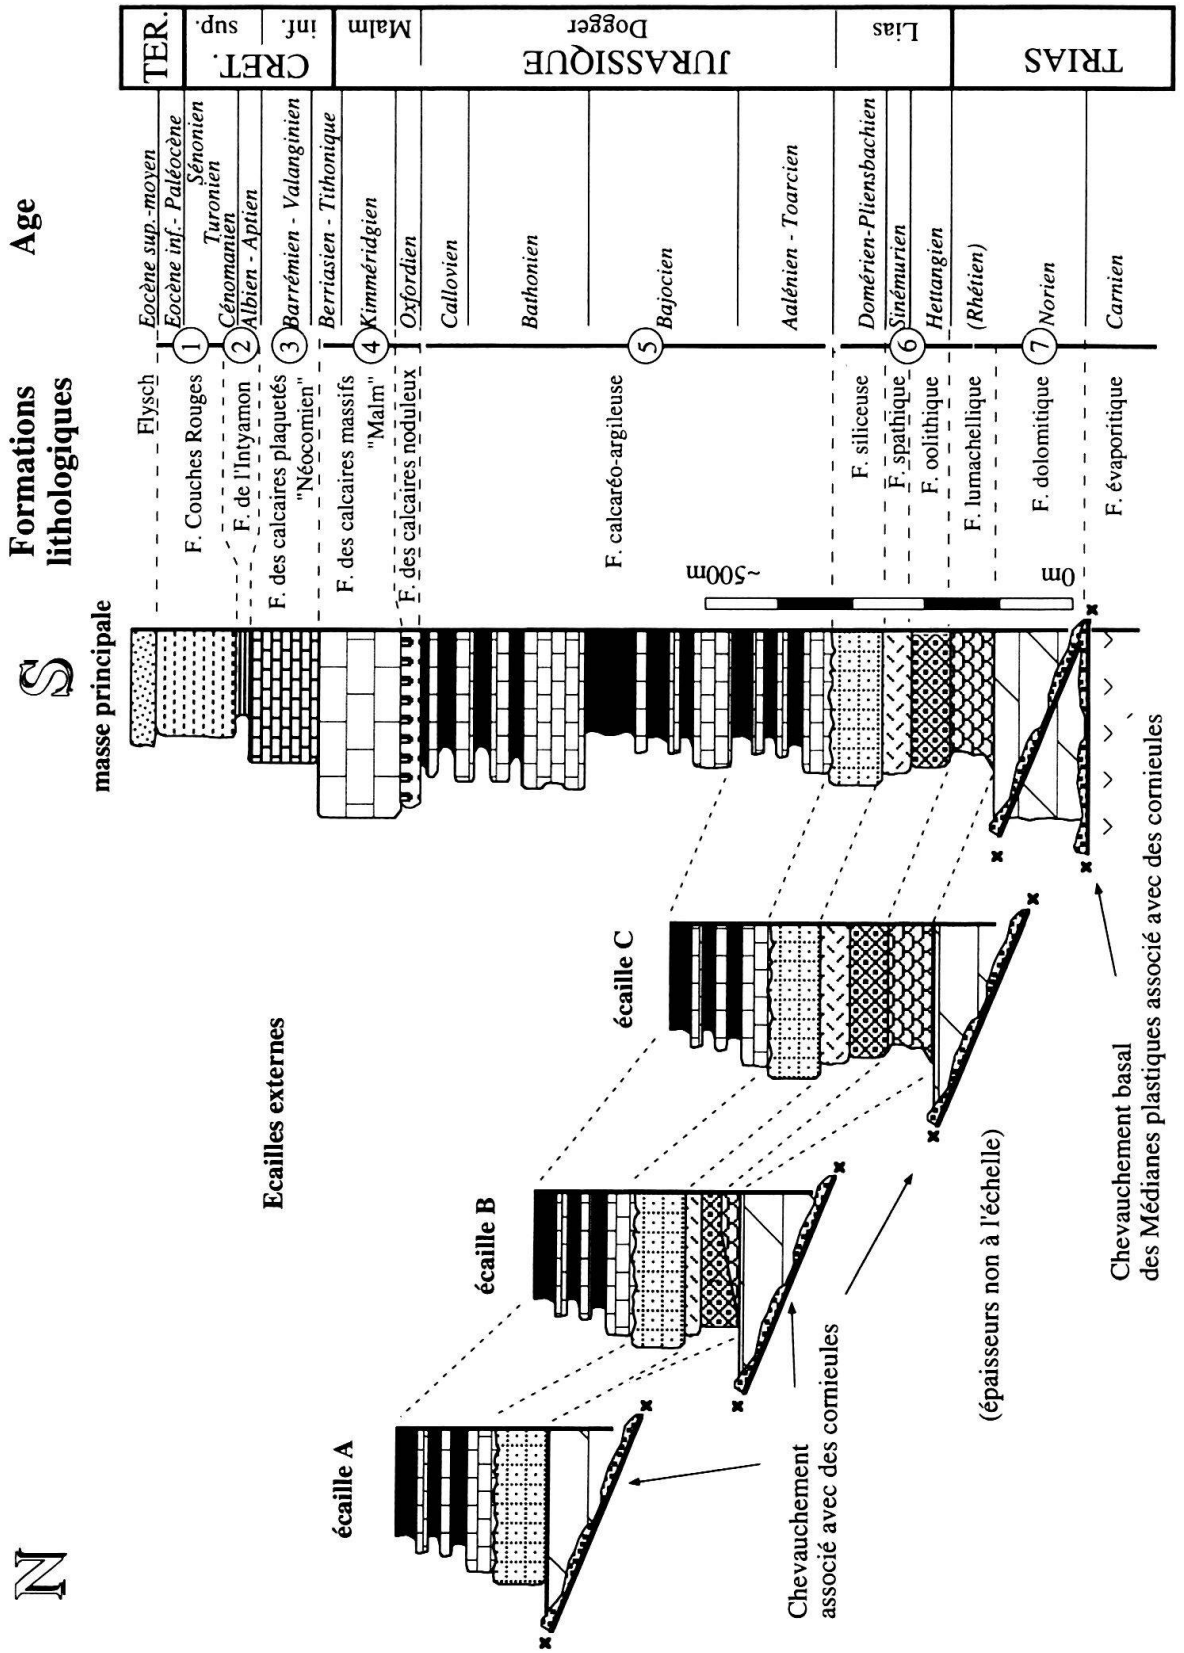 N
S
Formations
lithologiques
Age
Ecailles externes
écaille A
écaille B
écaille C
masse principale
Flysch
F. Couches Rouges
F. de l'Intyamon
F. des calcaires plaquetés
"Néocomien"
F. des calcaires massifs
"Malm"
F. des calcaires noduleux
F. calcaréo-argileuse
F. siliceuse
F. spathique
F. oolithique
F. lumachellique
F. dolomitique
F. évaporitique
1
2
3
4
5
6
7
Eocène sup.-moyen
Eocène inf.- Paléocène
Sénonien
Turonien
Cénomanien
Albien - Aptien
Barrémien - Valanginien
Berriasien - Tithonique
Kimméridgien
Oxfordien
Callovien
Bathonien
Bajocien
Aalénien - Toarcien
Domérien-Pliensbachien
Sinémurien
Hettangien
(Rhétien)
Norien
Carnien
TER.
CRET.
sup.
inf.
JURASSIQUE
Malm
Dogger
Lias
TRIAS
~500m
0m
Chevauchement
associé avec des cornieules
(épaisseurs non à l'échelle)
Chevauchement basal
des Médianes plastiques associé avec des cornieules